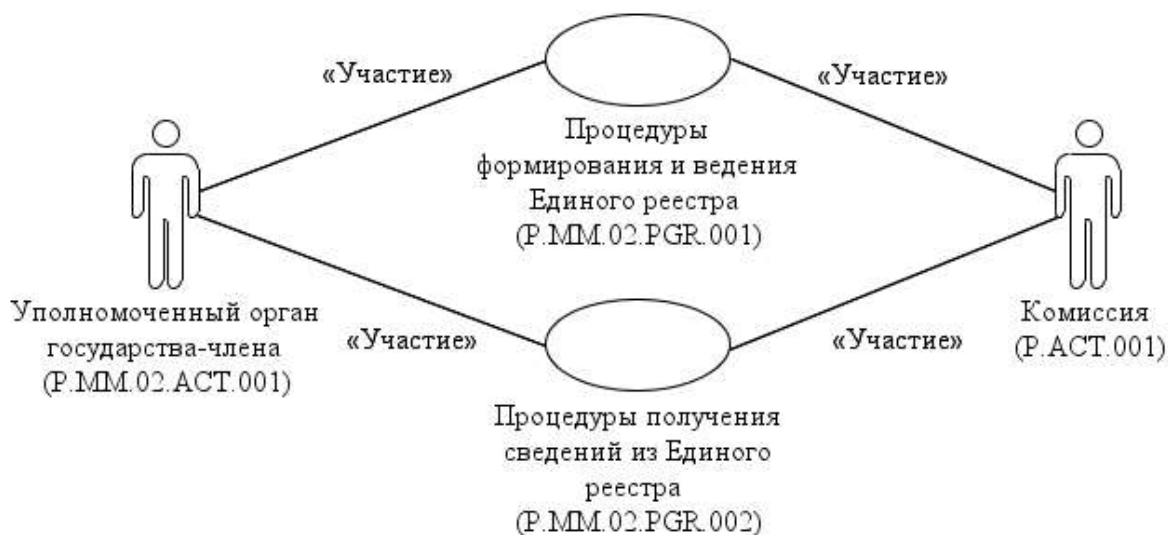 «Участие»
«Участие»
Процедуры
формирования и ведения
Единого реестра
(P.MM.02.PGR.001)
Уполномоченный орган
государства-члена
(P.MM.02.ACT.001)
Комиссия
(P.ACT.001)
«Участие»
«Участие»
Процедуры получения
сведений из Единого
реестра
(P.MM.02.PGR.002)